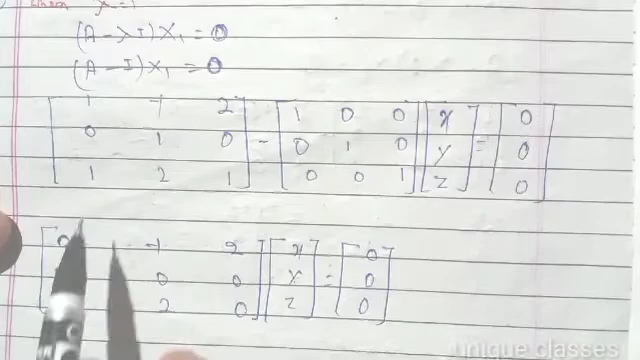 (A - λI)X₁ = 0
(A - I)X₁ = 0
[1 -1 2; 0 1 0; 1 2 1] - [1 0 0; 0 1 0; 0 0 1] [x; y; z] = [0; 0; 0]
[0 -1 2; 0 0; 2 0] [x; y; z] = [0; 0; 0]
unique classes